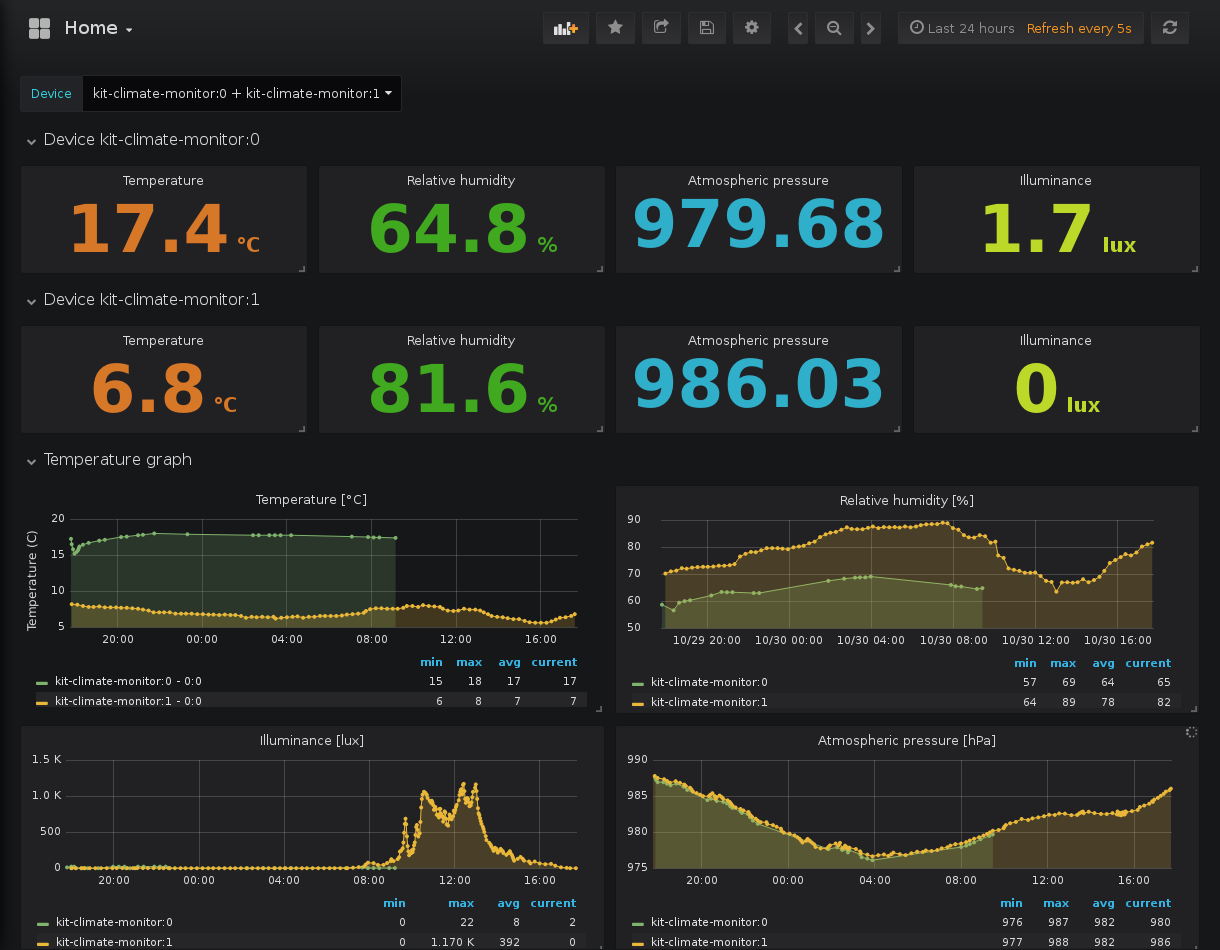 Home
Last 24 hours Refresh every 5s
Device kit-climate-monitor:0 + kit-climate-monitor:1
Device kit-climate-monitor:0
Temperature Relative humidity Atmospheric pressure Illuminance
17.4 °C 64.8 % 979.68 1.7 lux
Device kit-climate-monitor:1
Temperature Relative humidity Atmospheric pressure Illuminance
6.8 °C 81.6 % 986.03 0 lux
Temperature graph
Temperature [°C]
Temperature (C)
20
15
10
5
20:00 00:00 04:00 08:00 12:00 16:00
min max avg current
kit-climate-monitor:0 - 0:0 15 18 17 17
kit-climate-monitor:1 - 0:0 6 8 7 7
Relative humidity [%]
90
80
70
60
50
10/29 20:00 10/30 00:00 10/30 04:00 10/30 08:00 10/30 12:00 10/30 16:00
min max avg current
kit-climate-monitor:0 57 69 64 65
kit-climate-monitor:1 64 89 78 82
Illuminance [lux]
1.5 K
1.0 K
500
0
20:00 00:00 04:00 08:00 12:00 16:00
min max avg current
kit-climate-monitor:0 0 22 8 2
kit-climate-monitor:1 0 1.170 K 392 0
Atmospheric pressure [hPa]
990
985
980
975
20:00 00:00 04:00 08:00 12:00 16:00
min max avg current
kit-climate-monitor:0 976 987 982 980
kit-climate-monitor:1 977 988 982 986